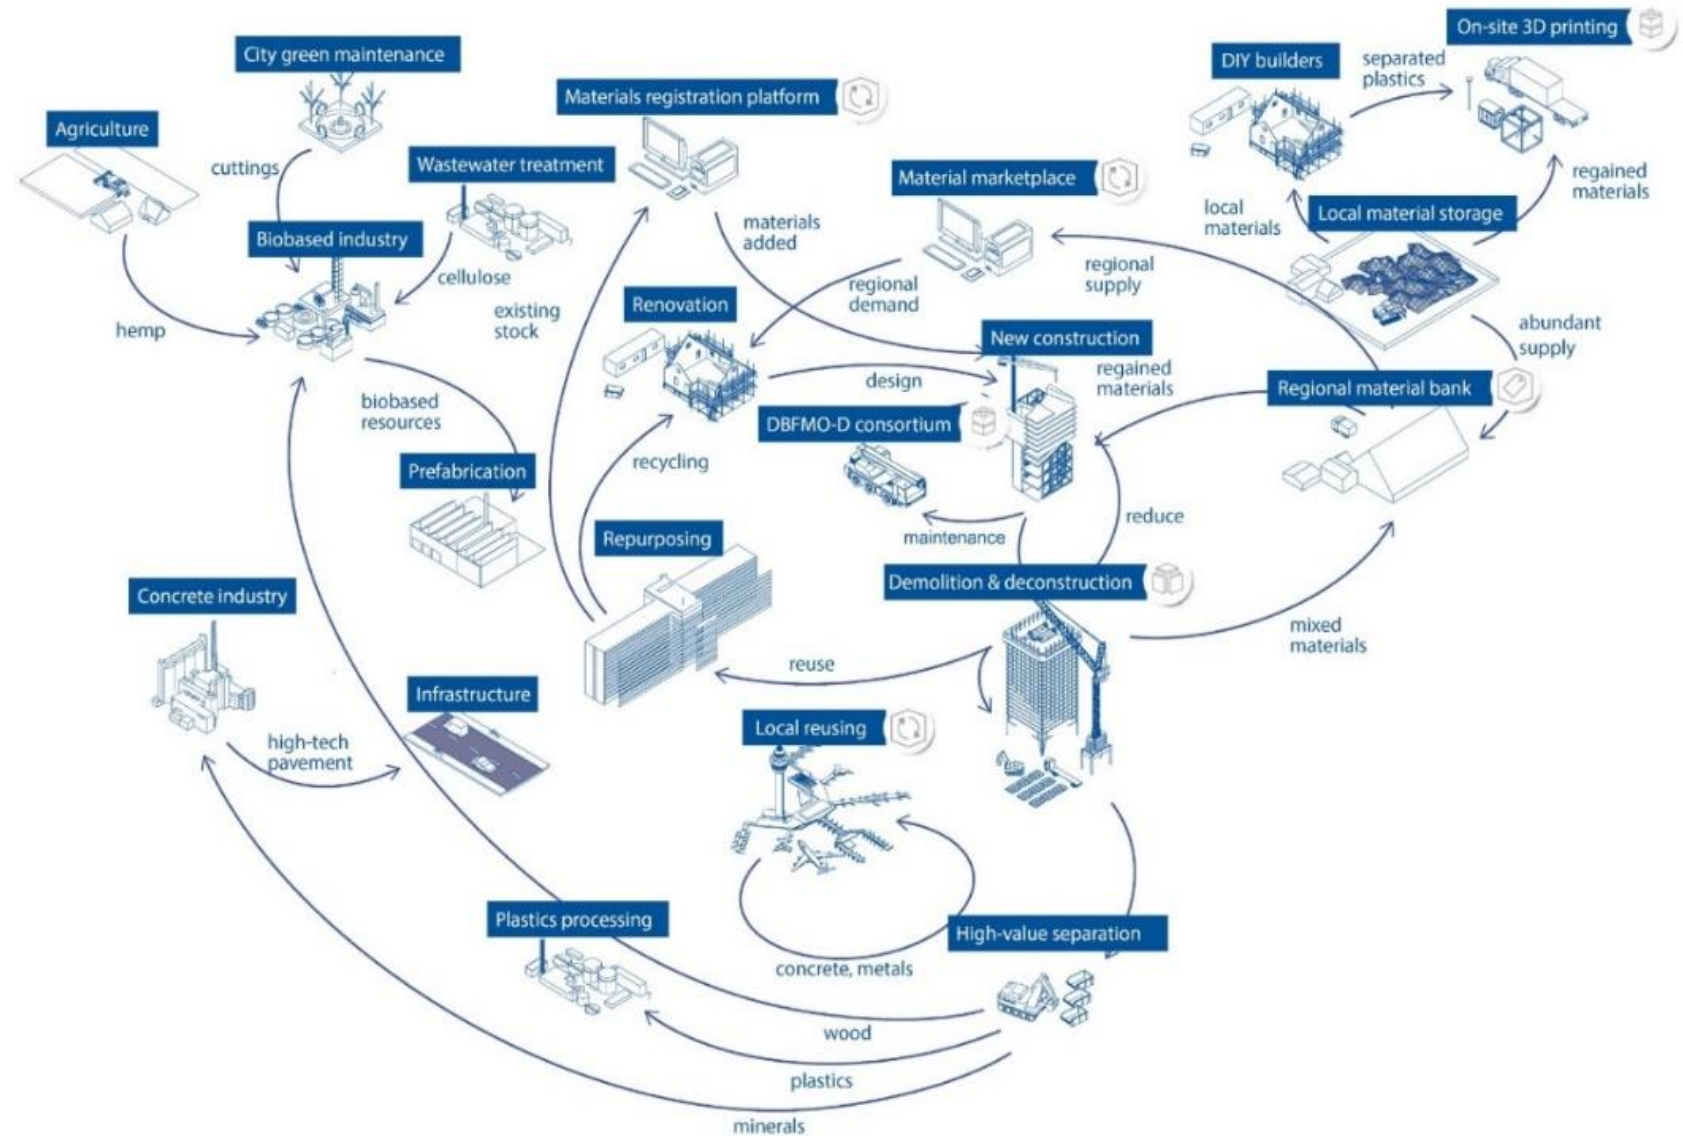 On-site 3D printing
City green maintenance
DIY builders
separated
plastics
Materials registration platform
Agriculture
cuttings
Wastewater treatment
Material marketplace
regained
materials
local
materials
Local material storage
materials
added
Biobased industry
cellulose
regional
supply
regional
demand
existing
stock
Renovation
hemp
abundant
supply
New construction
regained
materials
design
Regional material bank
biobased
resources
DBFMO-D consortium
recycling
Prefabrication
reduce
maintenance
Repurposing
Demolition & deconstruction
Concrete industry
mixed
materials
reuse
Infrastructure
Local reusing
high-tech
pavement
Plastics processing
High-value separation
concrete, metals
wood
plastics
minerals